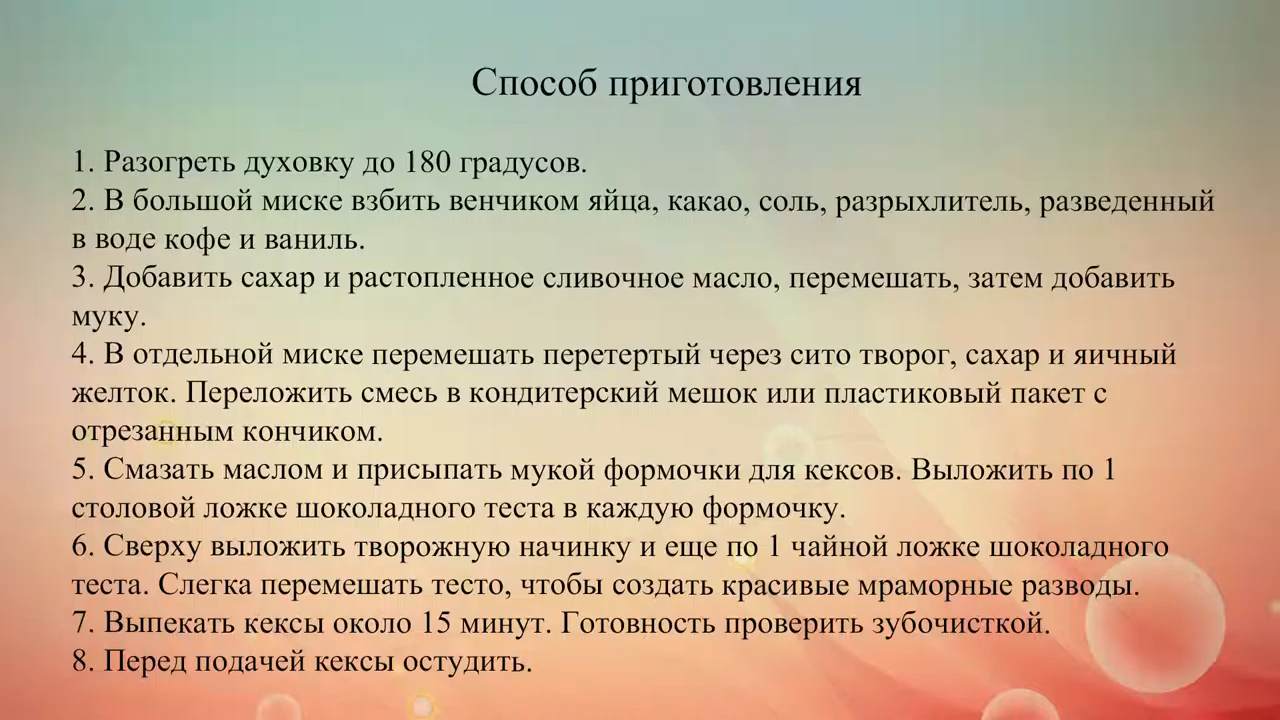 Способ приготовления
1. Разогреть духовку до 180 градусов.
2. В большой миске взбить венчиком яйца, какао, соль, разрыхлитель, разведенный
в воде кофе и ваниль.
3. Добавить сахар и растопленное сливочное масло, перемешать, затем добавить
муку.
4. В отдельной миске перемешать перетертый через сито творог, сахар и яичный
желток. Переложить смесь в кондитерский мешок или пластиковый пакет с
отрезанным кончиком.
5. Смазать маслом и присыпать мукой формочки для кексов. Выложить по 1
столовой ложке шоколадного теста в каждую формочку.
6. Сверху выложить творожную начинку и еще по 1 чайной ложке шоколадного
теста. Слегка перемешать тесто, чтобы создать красивые мраморные разводы.
7. Выпекать кексы около 15 минут. Готовность проверить зубочисткой.
8. Перед подачей кексы остудить.